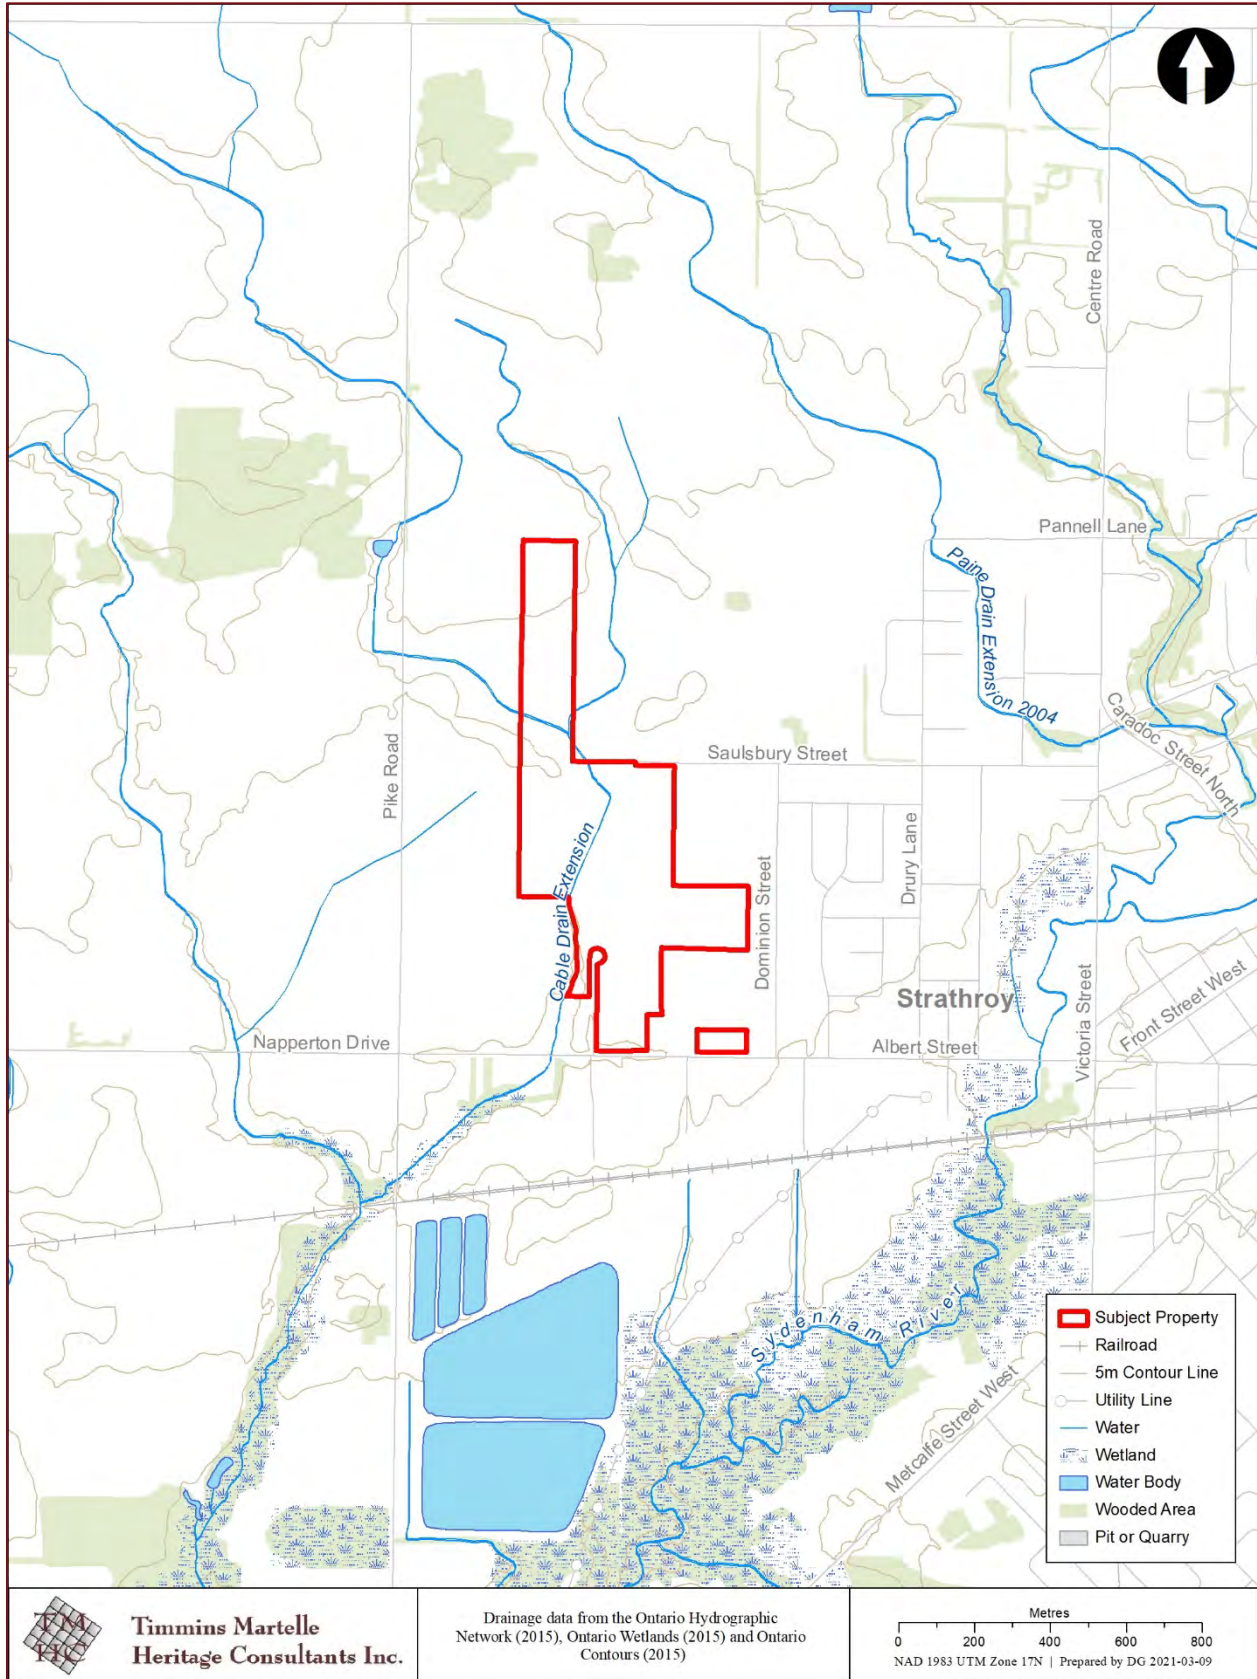 Centre Road
Pannell Lane
Paine Drain Extension 2004
Caradoc Street North
Saulsbury Street
Pike Road
Cable Drain Extension
Dominion Street
Drury Lane
Strathroy
Victoria Street
Front Street West
Napperton Drive
Albert Street
Sydenham River
Metcalfe Street West
Subject Property
Railroad
5m Contour Line
Utility Line
Water
Wetland
Water Body
Wooded Area
Pit or Quarry
TM
HC
Timmins Martelle
Heritage Consultants Inc.
Drainage data from the Ontario Hydrographic
Network (2015), Ontario Wetlands (2015) and Ontario
Contours (2015)
Metres
0 200 400 600 800
NAD 1983 UTM Zone 17N | Prepared by DG 2021-03-09